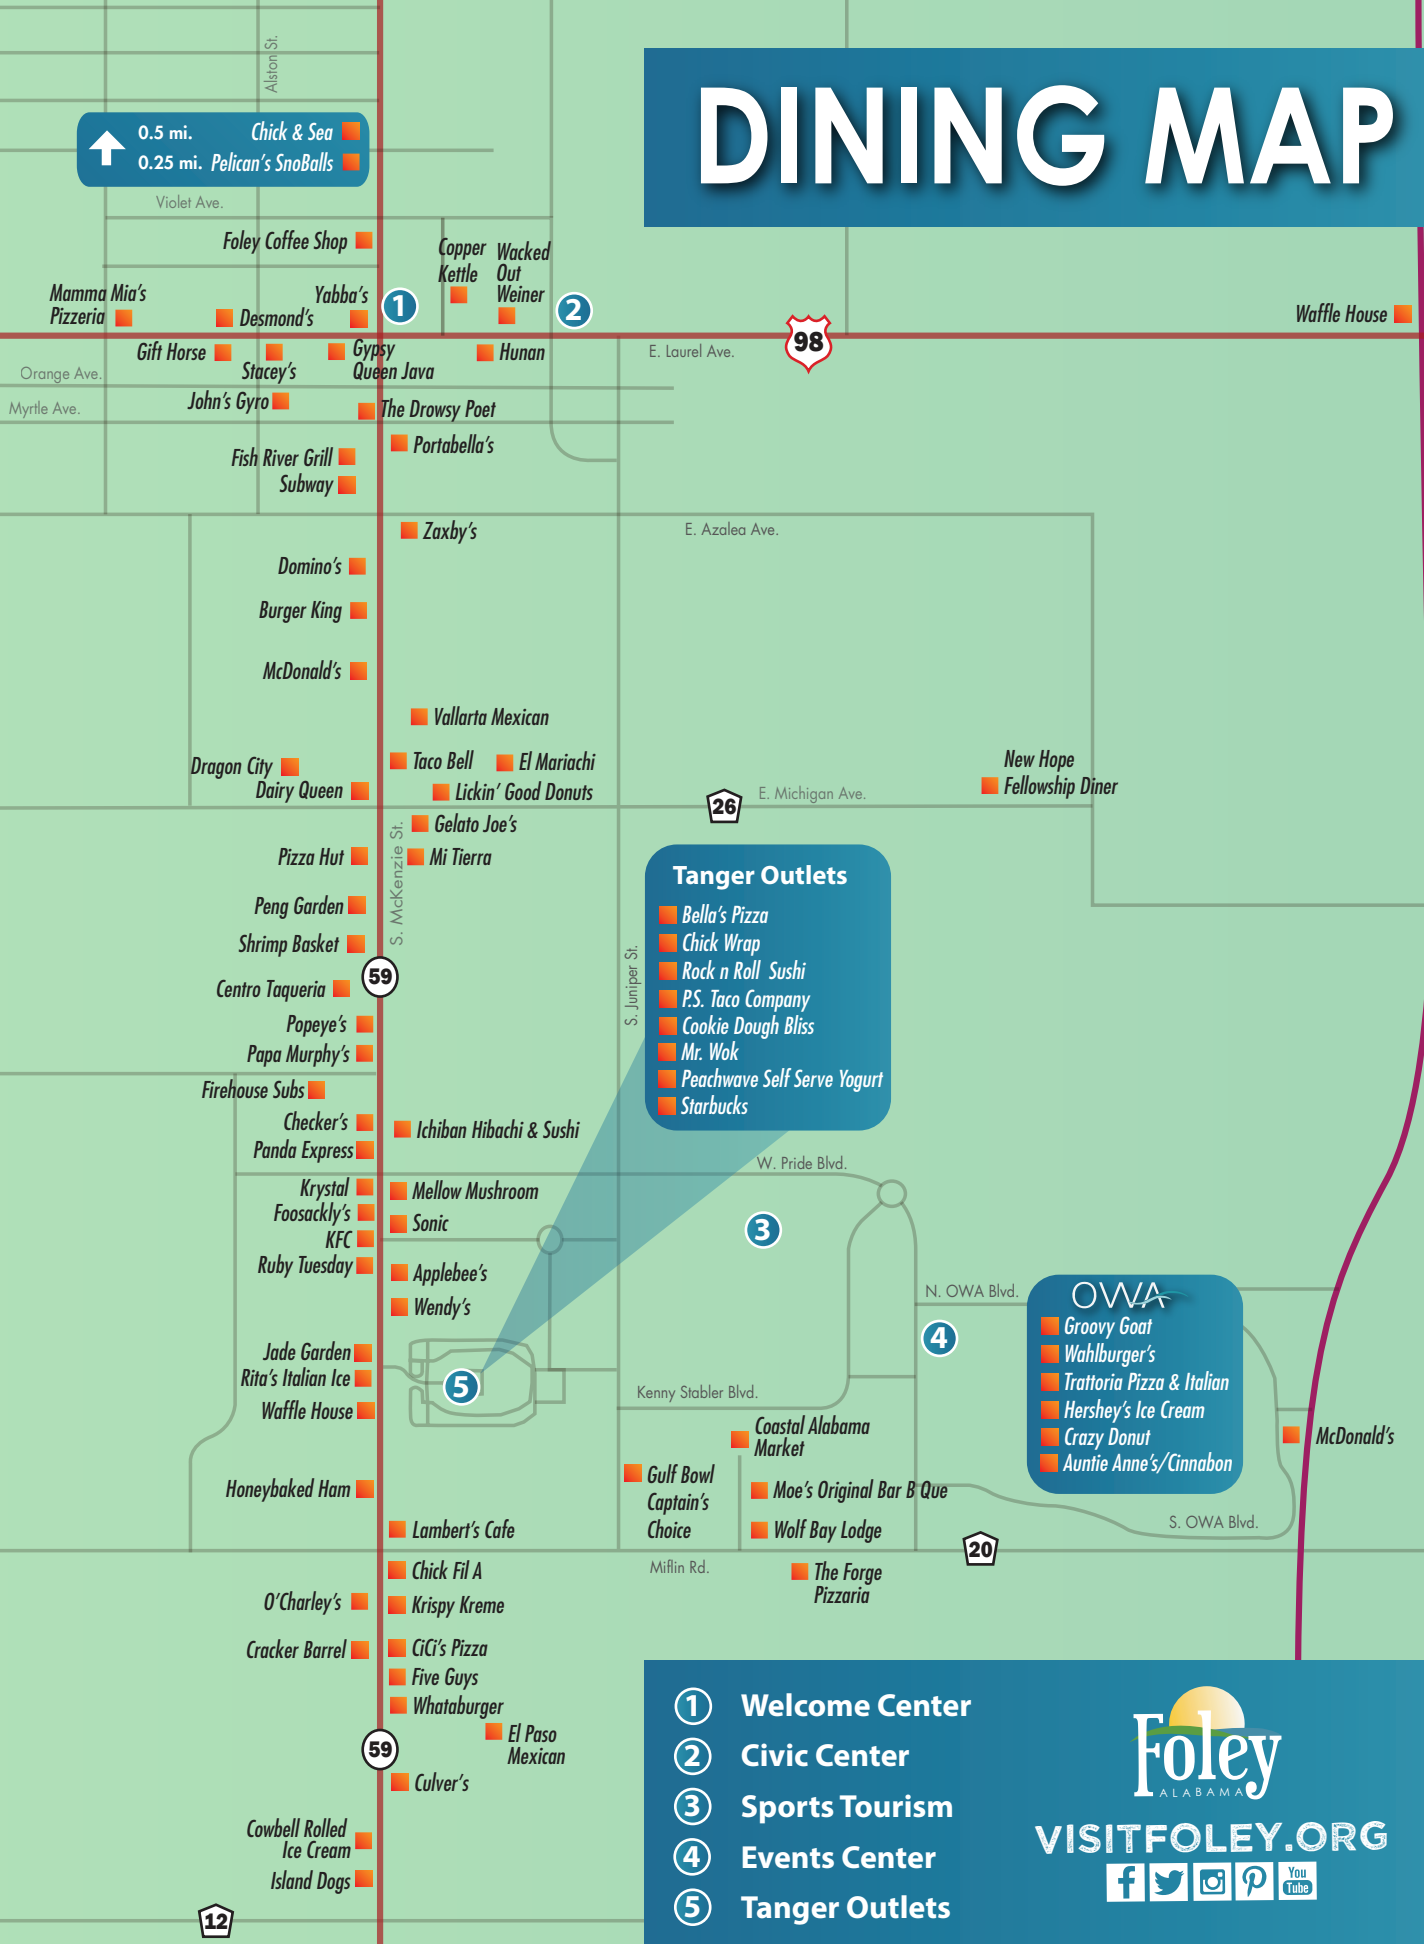 DINING MAP
Alston St.
0.5 mi. Chick & Sea
0.25 mi. Pelican's SnoBalls
Violet Ave.
Foley Coffee Shop
Copper
Kettle
Wacked
Out
Weiner
Mamma Mia's
Pizzeria
Desmond's
Yabba's
1
2
Waffle House
98
Gift Horse
Stacey's
Gypsy
Queen Java
Hunan
E. Laurel Ave.
Orange Ave.
John's Gyro
The Drowsy Poet
Myrtle Ave.
Portabella's
Fish River Grill
Subway
Zaxby's
E. Azalea Ave.
Domino's
Burger King
McDonald's
Vallarta Mexican
Dragon City
Taco Bell
El Mariachi
New Hope
Fellowship Diner
Dairy Queen
Lickin' Good Donuts
E. Michigan Ave.
26
Gelato Joe's
S. McKenzie St.
Pizza Hut
Mi Tierra
Peng Garden
Shrimp Basket
59
Centro Taqueria
Popeye's
Papa Murphy's
Firehouse Subs
Checker's
Panda Express
Ichiban Hibachi & Sushi
S. Juniper St.
Tanger Outlets
Bella's Pizza
Chick Wrap
Rock n Roll Sushi
P.S. Taco Company
Cookie Dough Bliss
Mr. Wok
Peachwave Self Serve Yogurt
Starbucks
W. Pride Blvd.
Krystal
Mellow Mushroom
Foosackly's
Sonic
KFC
3
Ruby Tuesday
Applebee's
Wendy's
N. OWA Blvd.
4
OWA
Groovy Goat
Wahlburger's
Trattoria Pizza & Italian
Hershey's Ice Cream
Crazy Donut
Auntie Anne's/Cinnabon
Jade Garden
Rita's Italian Ice
5
Waffle House
Kenny Stabler Blvd.
Coastal Alabama
Market
McDonald's
Gulf Bowl
Captain's
Choice
Moe's Original Bar B Que
Honeybaked Ham
Lambert's Cafe
Wolf Bay Lodge
S. OWA Blvd.
20
Miflin Rd.
Chick Fil A
The Forge
Pizzaria
O'Charley's
Krispy Kreme
Cracker Barrel
CiCi's Pizza
Five Guys
Whataburger
El Paso
Mexican
59
Culver's
Cowbell Rolled
Ice Cream
Island Dogs
12
1 Welcome Center
2 Civic Center
3 Sports Tourism
4 Events Center
5 Tanger Outlets
Foley
ALABAMA
VISITFOLEY.ORG
You
Tube